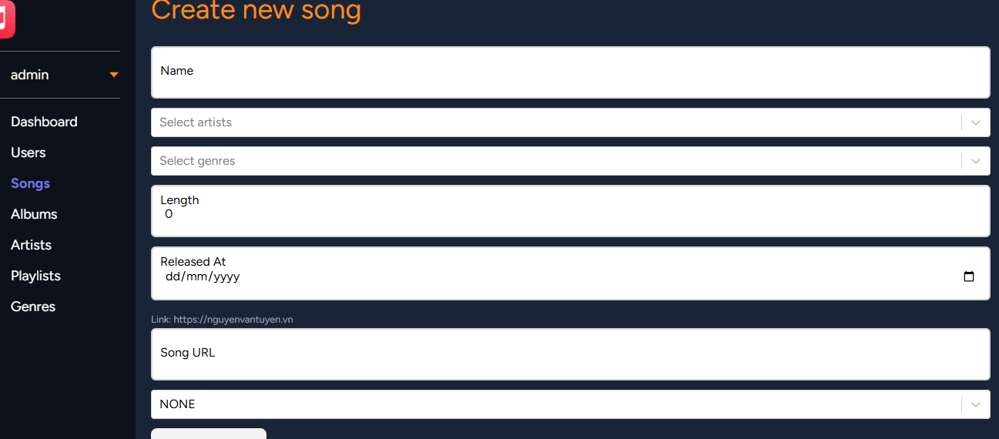 Create new song
admin
Dashboard
Users
Songs
Albums
Artists
Playlists
Genres
Name
Select artists
Select genres
Length
0
Released At
dd/mm/yyyy
Link: https://nguyenvantuyen.vn
Song URL
NONE